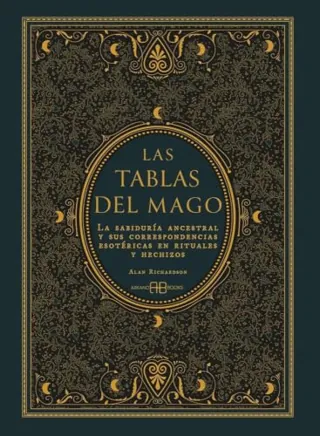 LAS
TABLAS
DEL MAGO
LA SABIDURÍA ANCESTRAL
Y SUS CORRESPONDENCIAS
ESOTÉRICAS EN RITUALES
Y HECHIZOS
ALAN RICHARDSON
ARKANO BOOKS